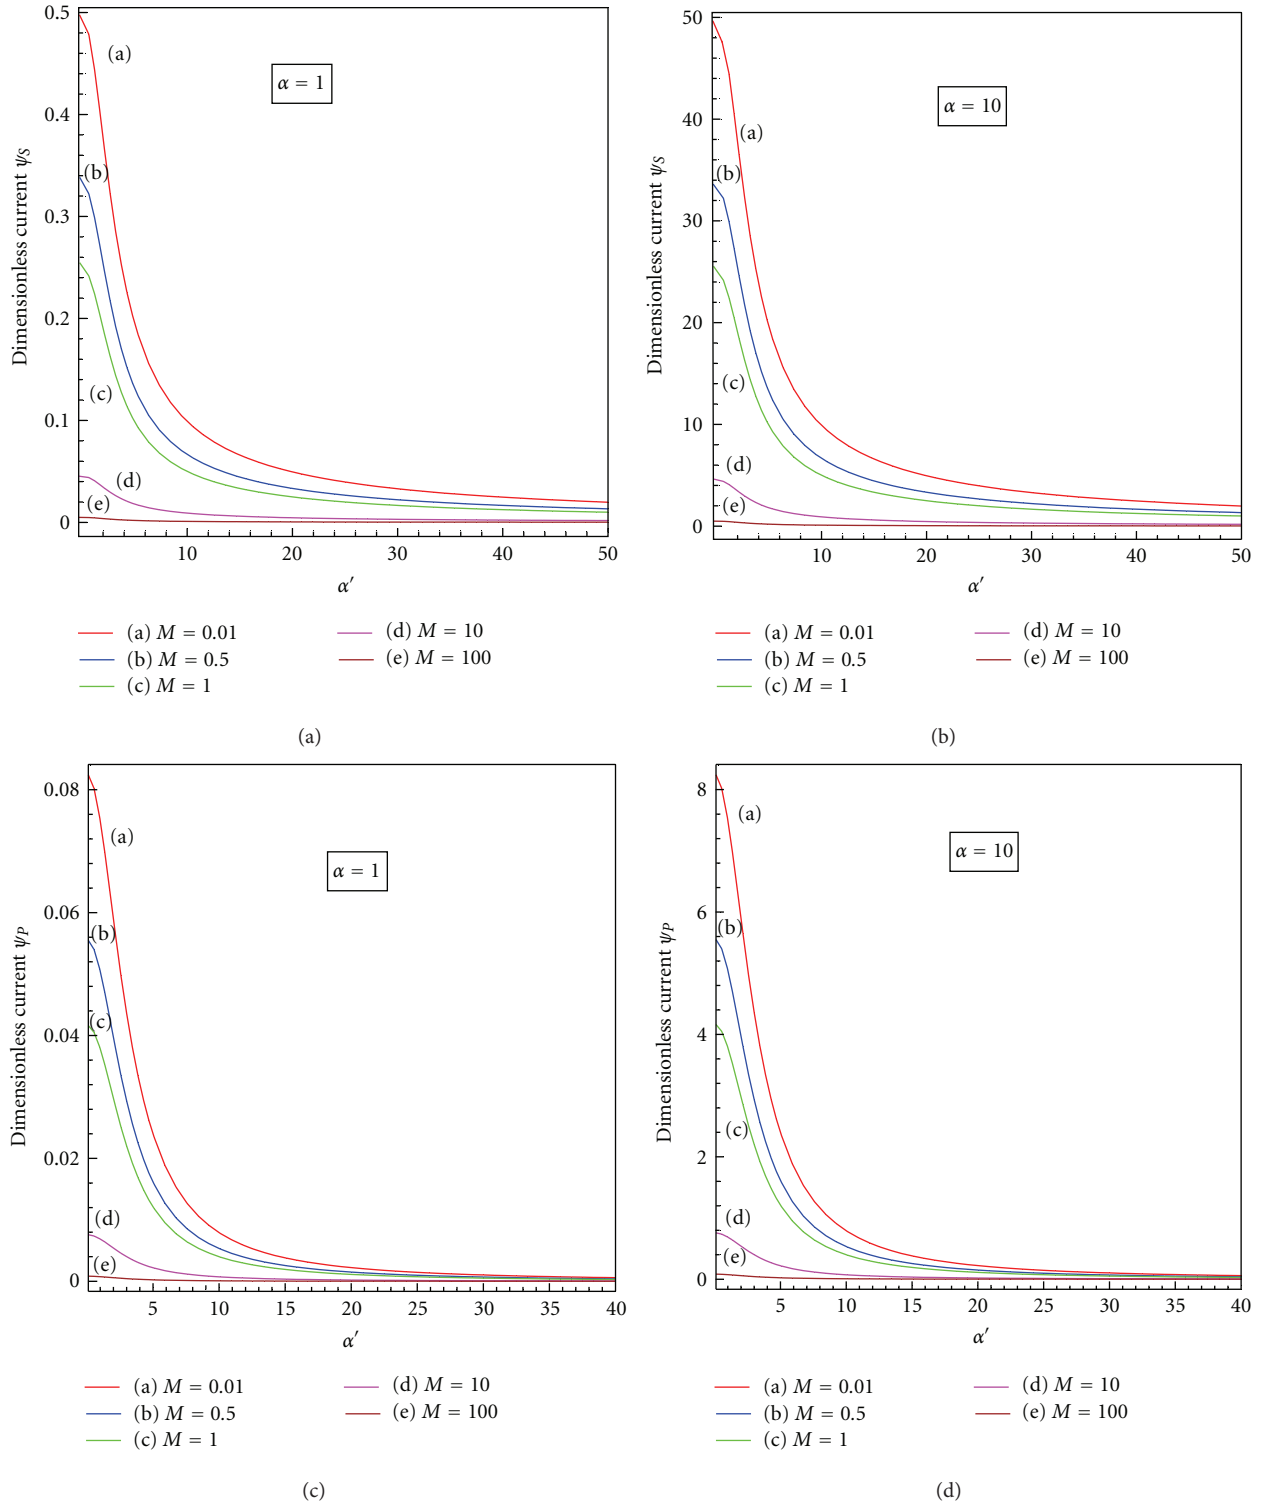 0.5
0.4
0.3
0.2
0.1
0
Dimensionless current ψS
(a)
α = 1
(b)
(c)
(d)
(e)
10 20 30 40 50
α′
(a) M = 0.01
(b) M = 0.5
(c) M = 1
(d) M = 10
(e) M = 100
(a)
50
40
30
20
10
0
Dimensionless current ψS
α = 10
(a)
(b)
(c)
(d)
(e)
10 20 30 40 50
α′
(a) M = 0.01
(b) M = 0.5
(c) M = 1
(d) M = 10
(e) M = 100
(b)
0.08
0.06
0.04
0.02
0
Dimensionless current ψP
(a)
α = 1
(b)
(c)
(d)
(e)
5 10 15 20 25 30 35 40
α′
(a) M = 0.01
(b) M = 0.5
(c) M = 1
(d) M = 10
(e) M = 100
(c)
8
6
4
2
0
Dimensionless current ψP
(a)
α = 10
(b)
(c)
(d)
(e)
5 10 15 20 25 30 35 40
α′
(a) M = 0.01
(b) M = 0.5
(c) M = 1
(d) M = 10
(e) M = 100
(d)